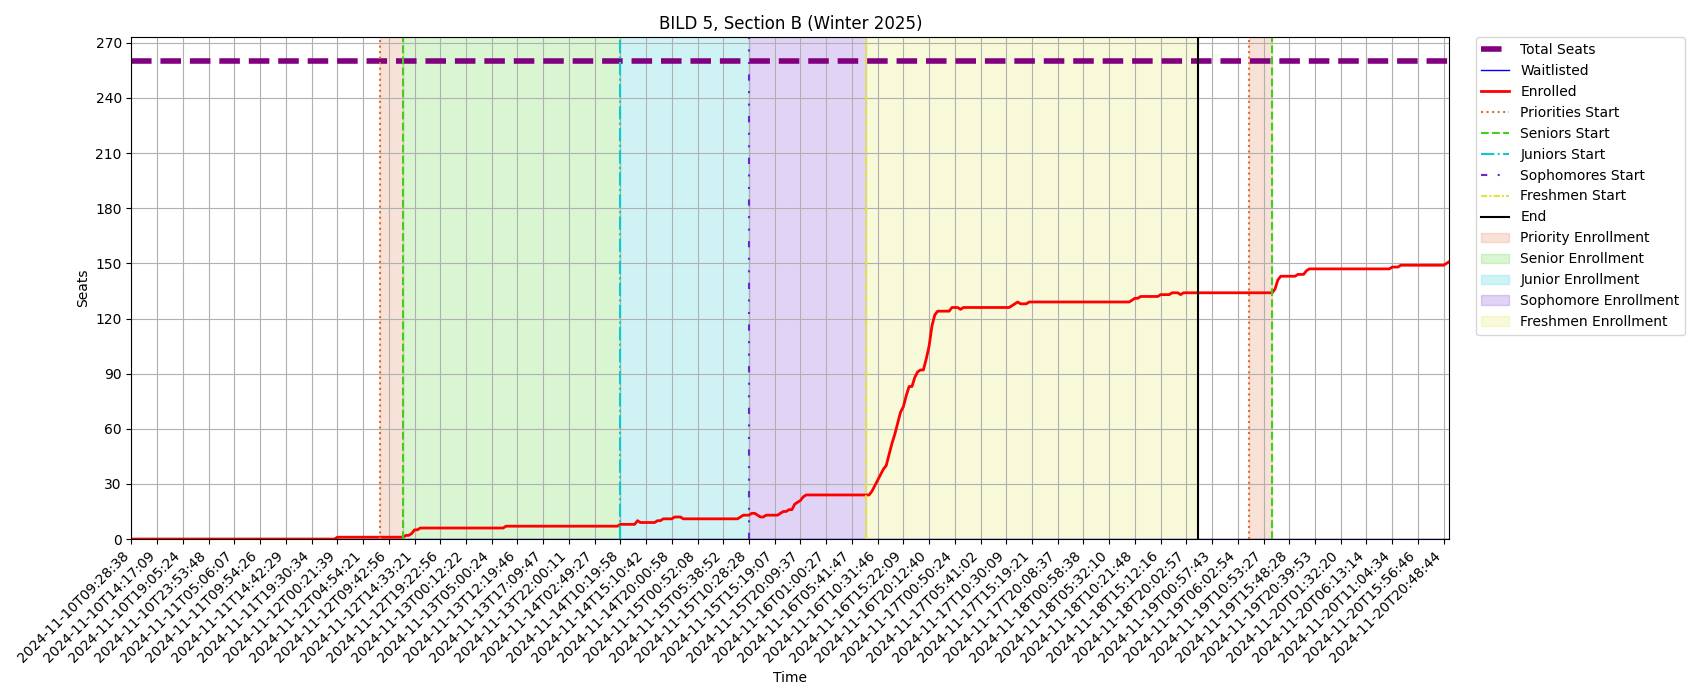 BILD 5, Section B (Winter 2025)
Seats
270
240
210
180
150
120
90
60
30
0
2024-11-10T09:28:38
2024-11-10T14:17:09
2024-11-10T19:05:24
2024-11-10T23:53:48
2024-11-11T05:06:07
2024-11-11T09:54:26
2024-11-11T14:42:29
2024-11-11T19:30:34
2024-11-12T00:21:39
2024-11-12T04:54:21
2024-11-12T09:42:56
2024-11-12T14:33:21
2024-11-12T19:22:56
2024-11-13T00:12:22
2024-11-13T05:00:24
2024-11-13T12:19:46
2024-11-13T17:09:47
2024-11-13T22:00:11
2024-11-14T02:49:27
2024-11-14T10:19:58
2024-11-14T15:10:42
2024-11-14T20:00:58
2024-11-15T00:52:08
2024-11-15T05:38:52
2024-11-15T10:28:28
2024-11-15T15:19:07
2024-11-15T20:09:37
2024-11-16T01:00:27
2024-11-16T05:41:47
2024-11-16T10:31:46
2024-11-16T15:22:09
2024-11-16T20:12:40
2024-11-17T00:50:24
2024-11-17T05:41:02
2024-11-17T10:30:09
2024-11-17T15:19:21
2024-11-17T20:08:37
2024-11-18T00:58:38
2024-11-18T05:32:10
2024-11-18T10:21:48
2024-11-18T15:12:16
2024-11-18T20:02:57
2024-11-19T00:57:43
2024-11-19T06:02:54
2024-11-19T10:53:27
2024-11-19T15:48:28
2024-11-19T20:39:53
2024-11-20T01:32:20
2024-11-20T06:13:14
2024-11-20T11:04:34
2024-11-20T15:56:46
2024-11-20T20:48:44
Time
Total Seats
Waitlisted
Enrolled
Priorities Start
Seniors Start
Juniors Start
Sophomores Start
Freshmen Start
End
Priority Enrollment
Senior Enrollment
Junior Enrollment
Sophomore Enrollment
Freshmen Enrollment